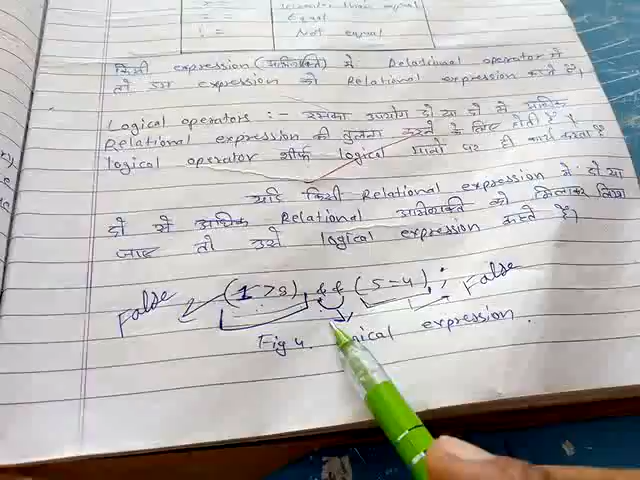 Equal
! = Not equal
किसी expression (अभिव्यक्ति) में Relational operator हो
तो उस expression को Relational expression कहते हैं,
Logical operators :- इसका उपयोग दो या दो से अधिक
Relational expression की तुलना करने के लिए होती है
logical operator सिर्फ logical मानो पर ही कार्य करता है
यदि किसी Relational expression में दो या
दो से अधिक Relational अभिव्यक्ति को मिलाकर लिखा
जाए तो उसे logical expression कहते हैं।
False (1 > 8) && (5 = 4) ; False
Fig 4. expression.